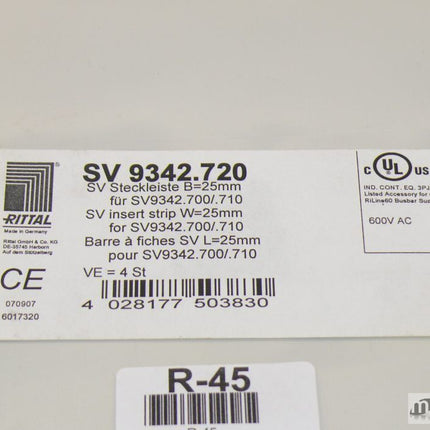 RITTAL
Made in Germany
Rittal GmbH & Co. KG
DE-35745 Herborn
Auf dem Stützelberg
CE
070907
6017320
SV 9342.720
SV Steckleiste B=25mm
für SV9342.700/.710
SV insert strip W=25mm
for SV9342.700/.710
Barre à fiches SV L=25mm
pour SV9342.700/.710
VE = 4 St
4 028177 503830
c UL US
IND. CONT. EQ. 3PJ
Listed Accessory for
RiLine60 Busbar Sup
600V AC
R-45
R-45